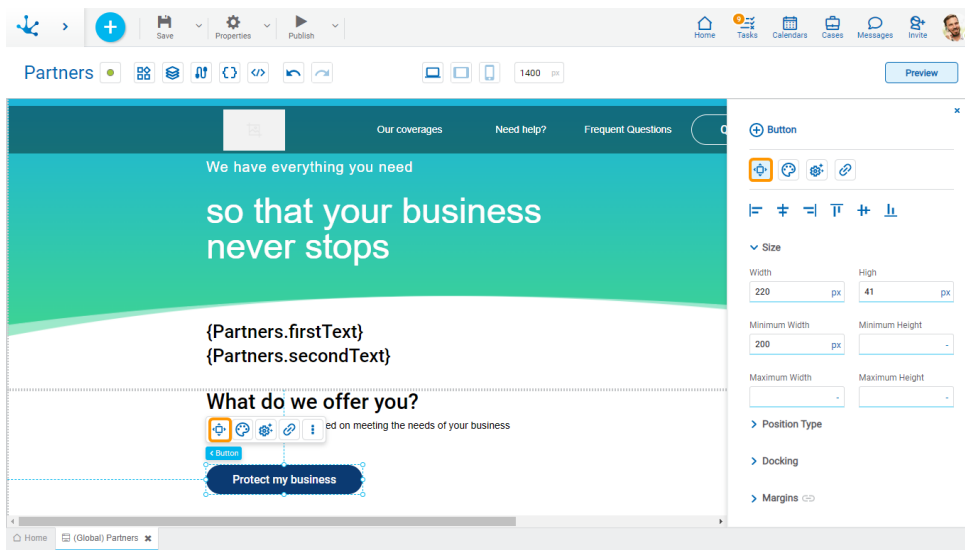 Save
Properties
Publish
Home
9
Tasks
Calendars
Cases
Messages
Invite
Partners
1400 px
Preview
Our coverages
Need help?
Frequent Questions
We have everything you need
so that your business
never stops
{Partners.firstText}
{Partners.secondText}
What do we offer you?
ed on meeting the needs of your business
Button
Protect my business
Button
Size
Width
High
220 px
41 px
Minimum Width
Minimum Height
200 px
-
Maximum Width
Maximum Height
-
-
Position Type
Docking
Margins
Home
(Global) Partners